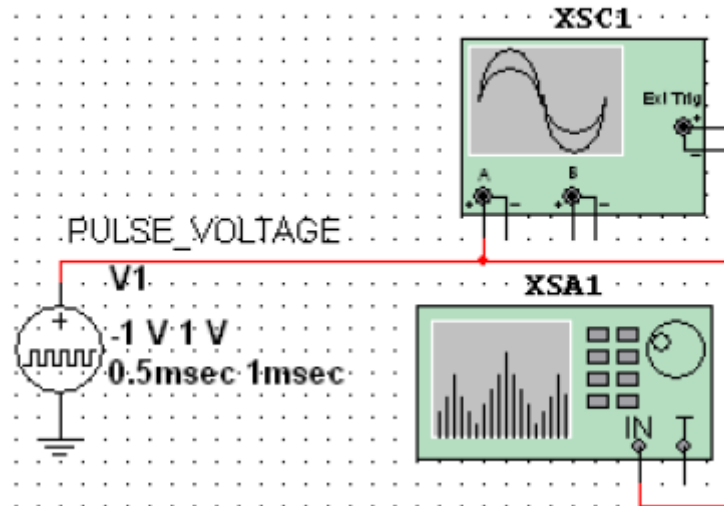 XSC1
Ext Trig
+
-
A
B
+ -
+ -
PULSE_VOLTAGE
V1
XSA1
+
-1 V 1 V
0.5msec 1msec
IN T